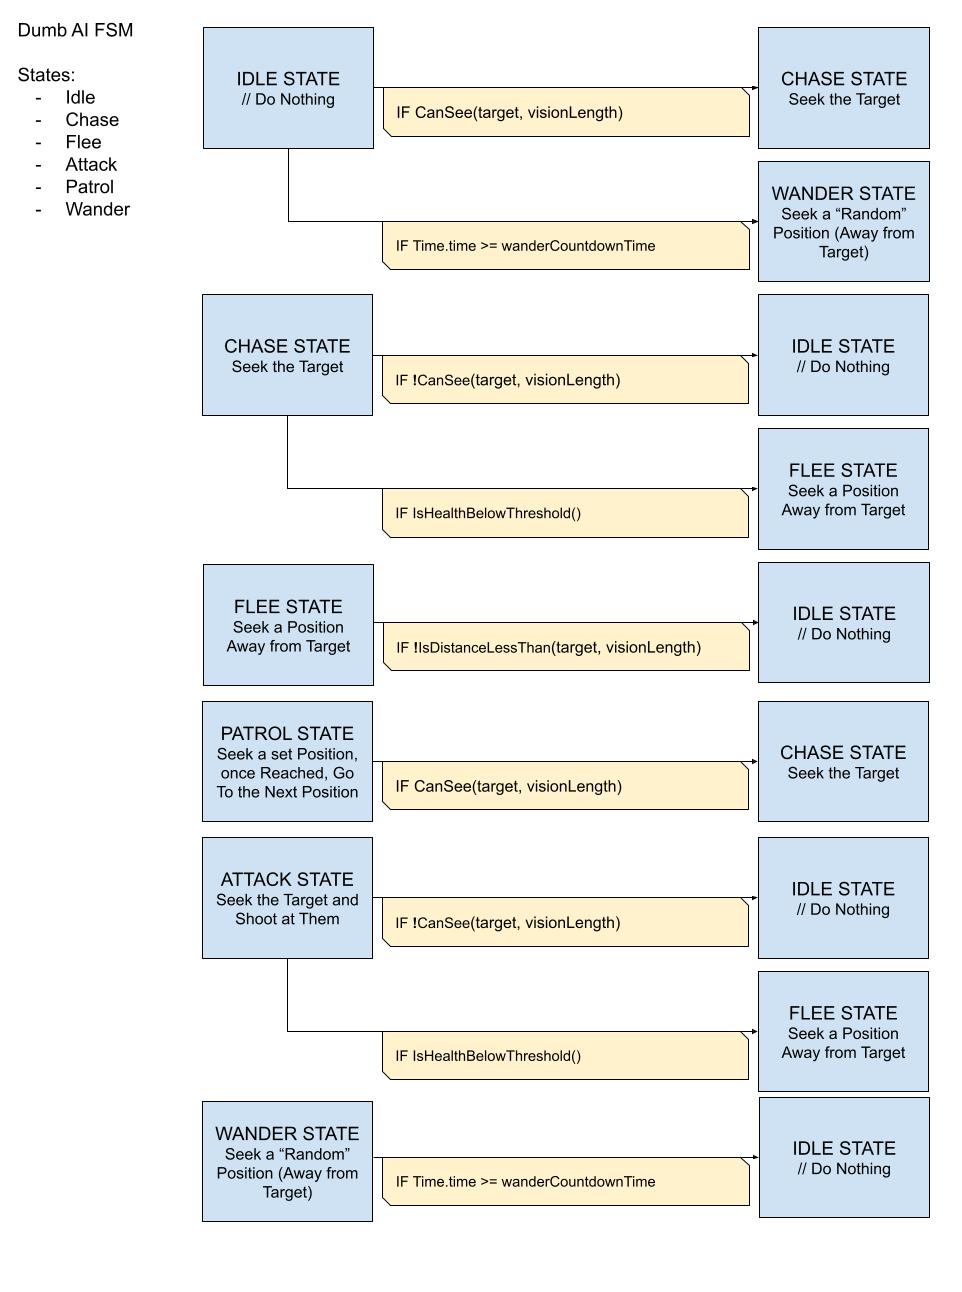 Dumb AI FSM
States:
- Idle
- Chase
- Flee
- Attack
- Patrol
- Wander
IDLE STATE
// Do Nothing
IF CanSee(target, visionLength)
CHASE STATE
Seek the Target
IF Time.time >= wanderCountdownTime
WANDER STATE
Seek a “Random”
Position (Away from
Target)
CHASE STATE
Seek the Target
IF !CanSee(target, visionLength)
IDLE STATE
// Do Nothing
IF IsHealthBelowThreshold()
FLEE STATE
Seek a Position
Away from Target
FLEE STATE
Seek a Position
Away from Target
IF !IsDistanceLessThan(target, visionLength)
IDLE STATE
// Do Nothing
PATROL STATE
Seek a set Position,
once Reached, Go
To the Next Position
IF CanSee(target, visionLength)
CHASE STATE
Seek the Target
ATTACK STATE
Seek the Target and
Shoot at Them
IF !CanSee(target, visionLength)
IDLE STATE
// Do Nothing
IF IsHealthBelowThreshold()
FLEE STATE
Seek a Position
Away from Target
WANDER STATE
Seek a “Random”
Position (Away from
Target)
IF Time.time >= wanderCountdownTime
IDLE STATE
// Do Nothing